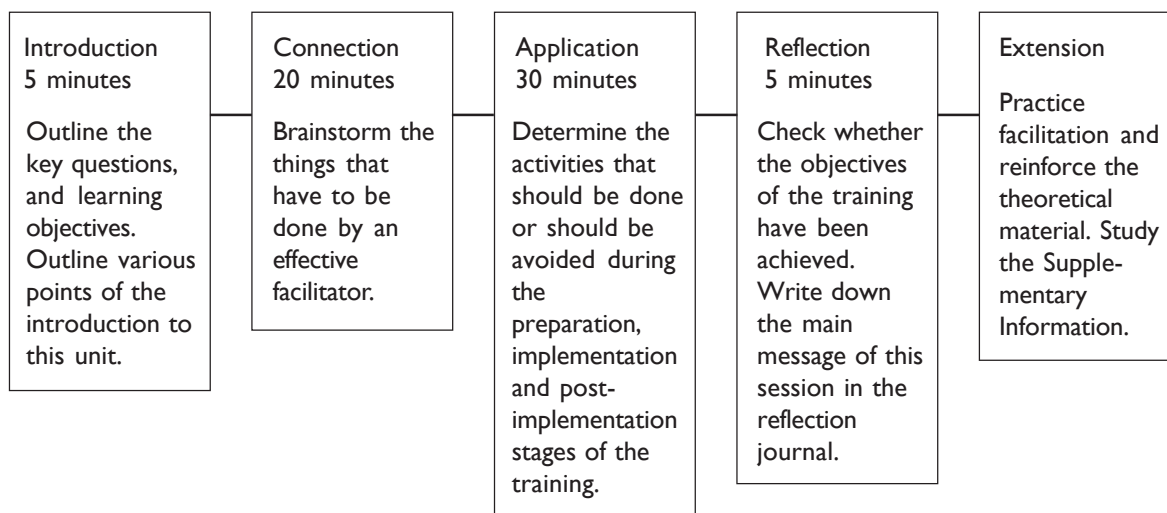 Introduction
5 minutes
Outline the
key questions,
and learning
objectives.
Outline various
points of the
introduction to
this unit.
Connection
20 minutes
Brainstorm the
things that
have to be
done by an
effective
facilitator.
Application
30 minutes
Determine the
activities that
should be done
or should be
avoided during
the
preparation,
implementation
and post-
implementation
stages of the
training.
Reflection
5 minutes
Check whether
the objectives
of the training
have been
achieved.
Write down
the main
message of this
session in the
reflection
journal.
Extension
Practice
facilitation and
reinforce the
theoretical
material. Study
the Supple-
mentary
Information.